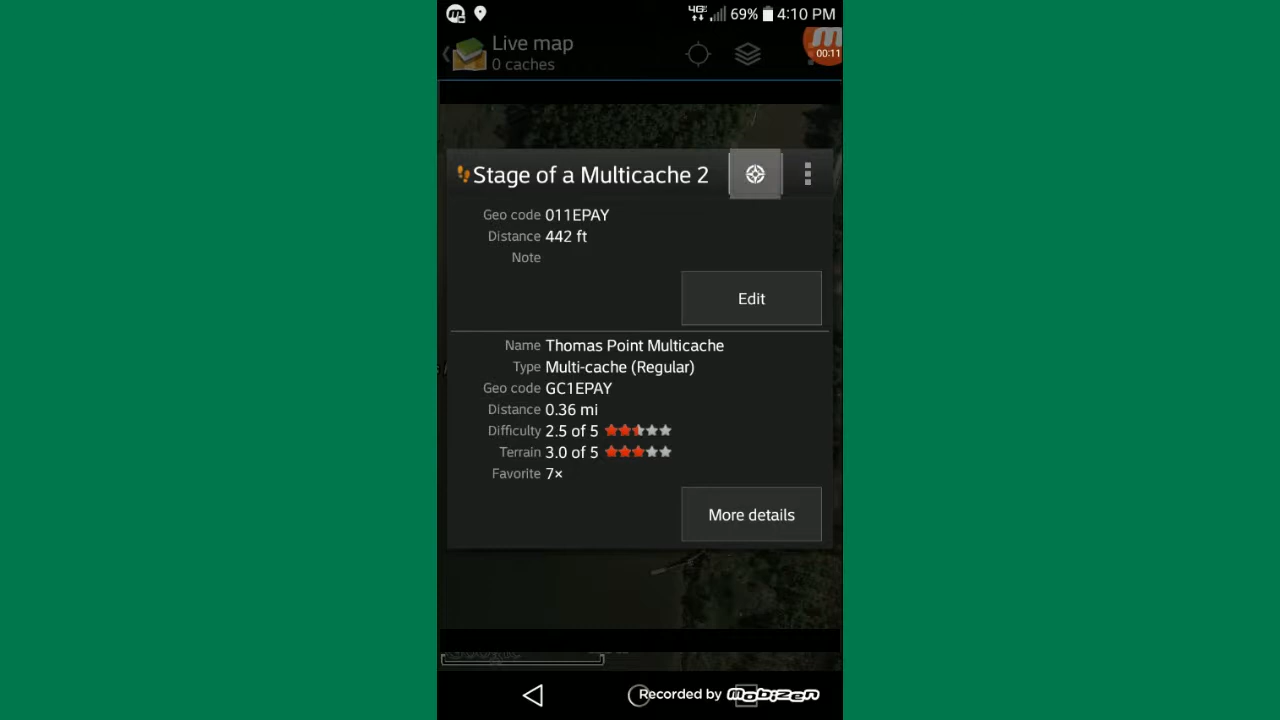 4G 69% 4:10 PM
Live map
0 caches
00:11
Stage of a Multicache 2
Geo code 011EPAY
Distance 442 ft
Note
Edit
Name Thomas Point Multicache
Type Multi-cache (Regular)
Geo code GC1EPAY
Distance 0.36 mi
Difficulty 2.5 of 5
Terrain 3.0 of 5
Favorite 7×
More details
Recorded by Mobizen